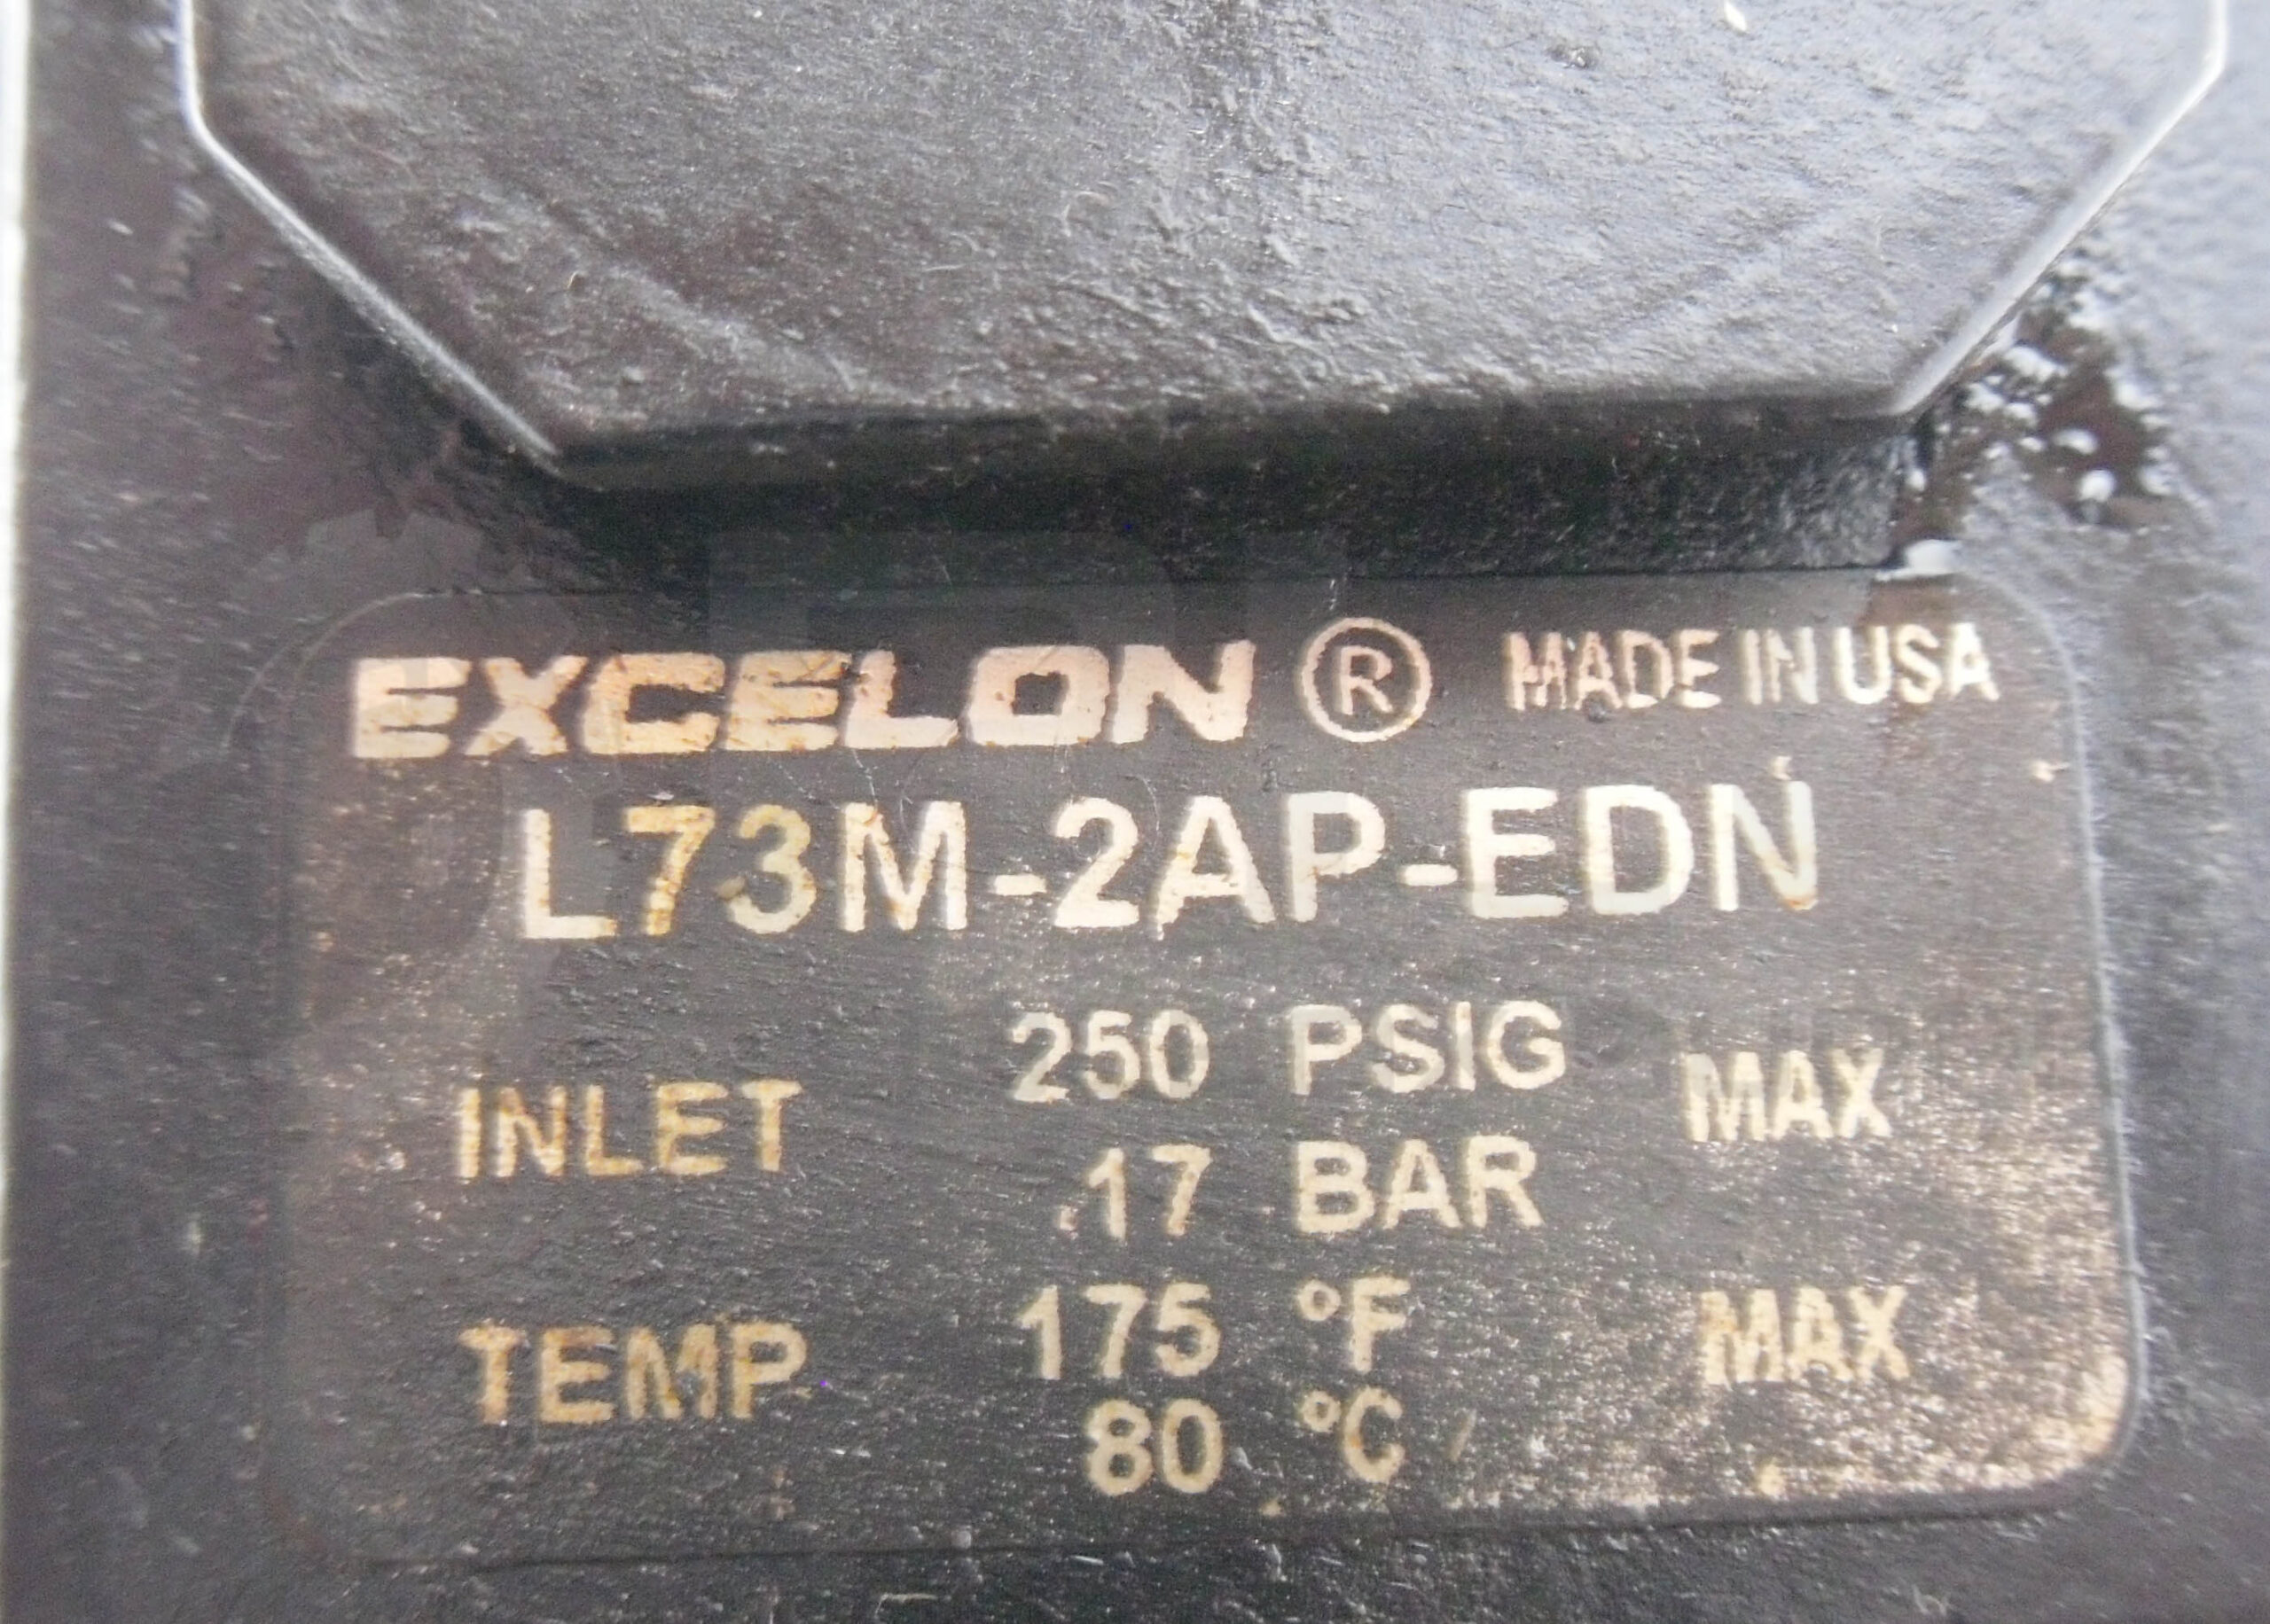 EXCELON ® MADE IN USA
L73M-2AP-EDN
250 PSIG
INLET MAX
17 BAR
175 °F
TEMP MAX
80 °C